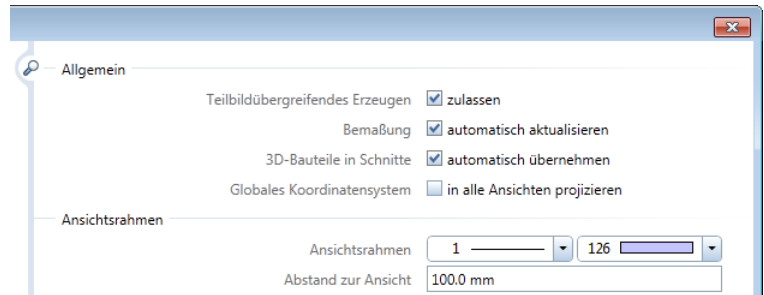 Allgemein
Teilbildübergreifendes Erzeugen zulassen
Bemaßung automatisch aktualisieren
3D-Bauteile in Schnitte automatisch übernehmen
Globales Koordinatensystem in alle Ansichten projizieren
Ansichtsrahmen
Ansichtsrahmen 1 126
Abstand zur Ansicht 100.0 mm